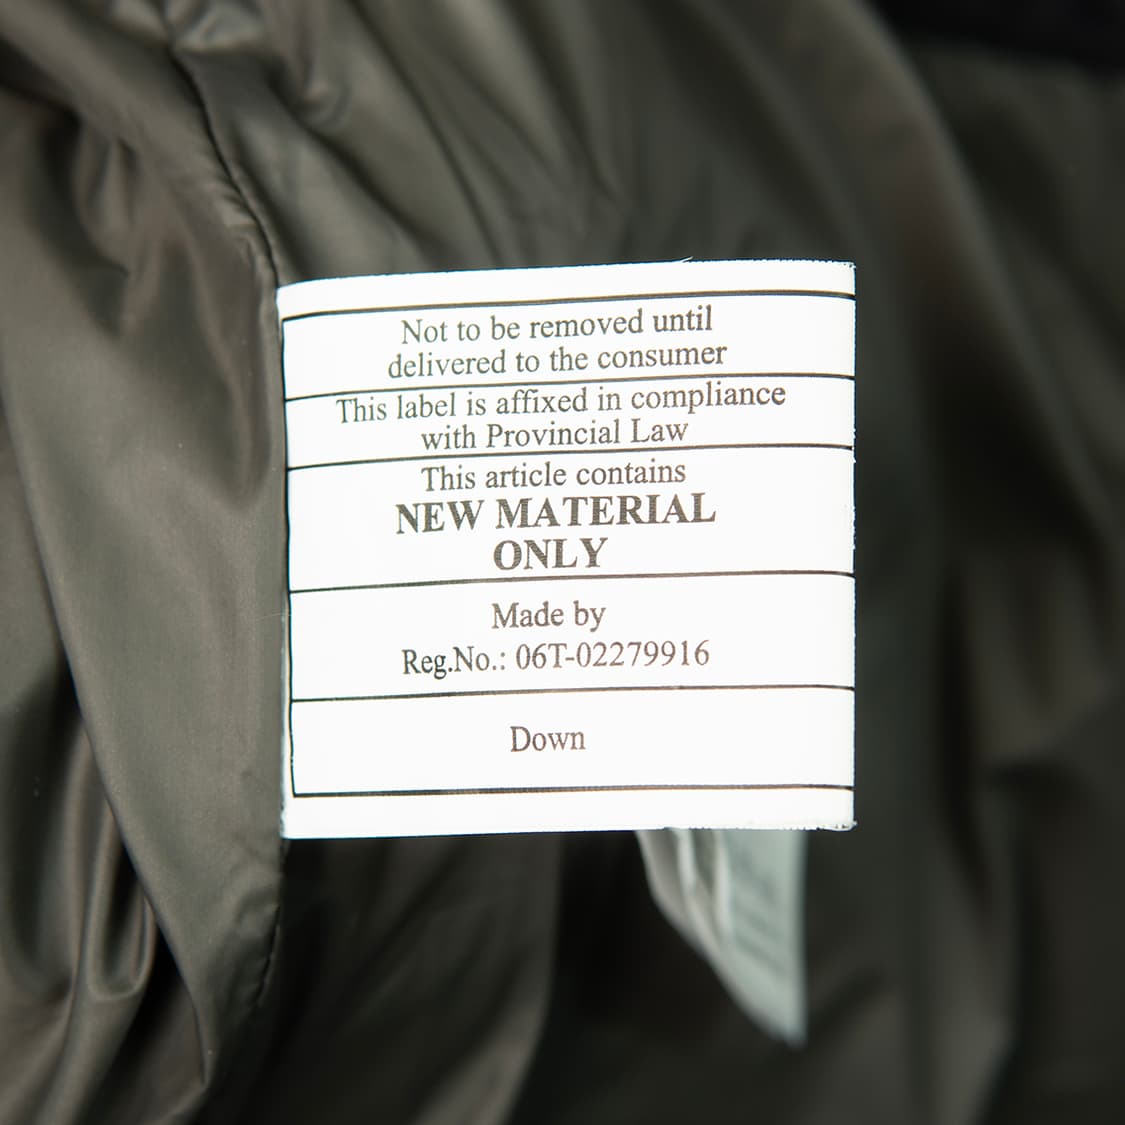 Not to be removed until
delivered to the consumer
This label is affixed in compliance
with Provincial Law
This article contains
NEW MATERIAL
ONLY
Made by
Reg.No.: 06T-02279916
Down